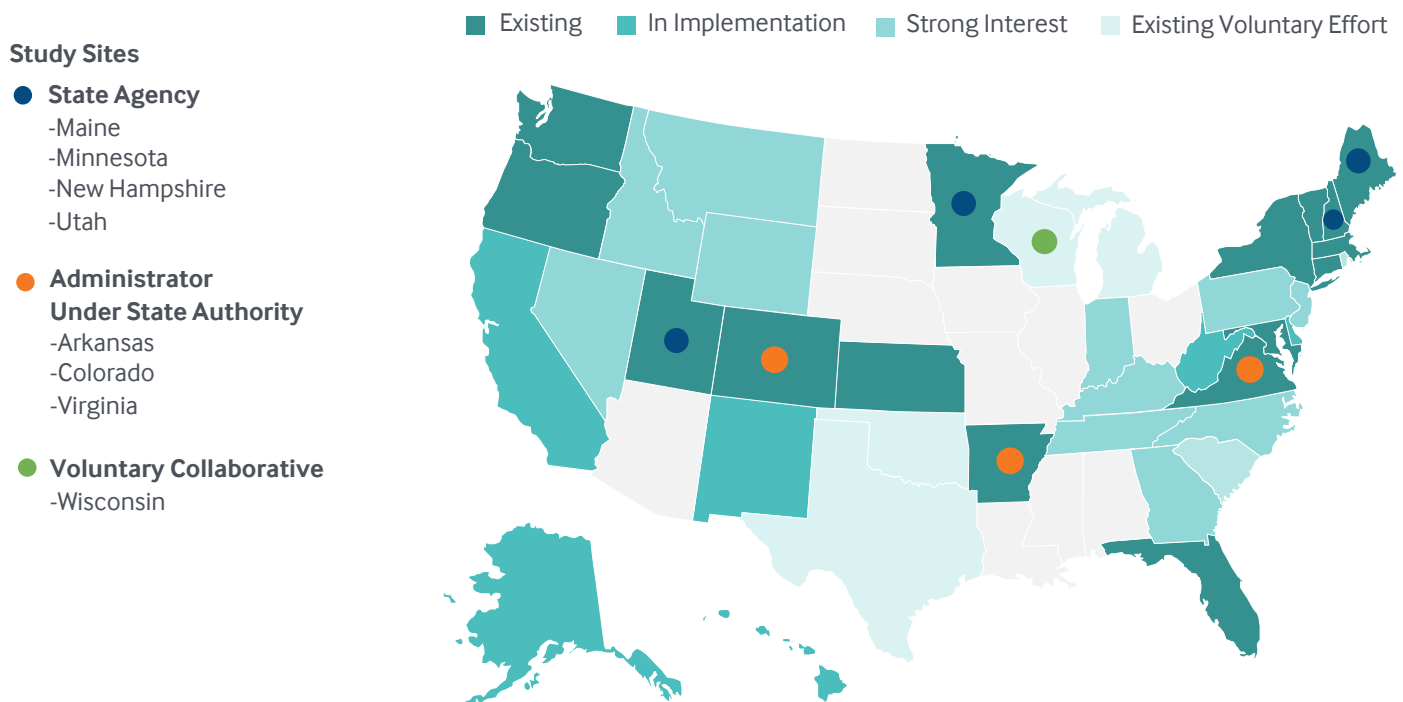 Existing
In Implementation
Strong Interest
Existing Voluntary Effort
Study Sites
State Agency
-Maine
-Minnesota
-New Hampshire
-Utah
Administrator
Under State Authority
-Arkansas
-Colorado
-Virginia
Voluntary Collaborative
-Wisconsin